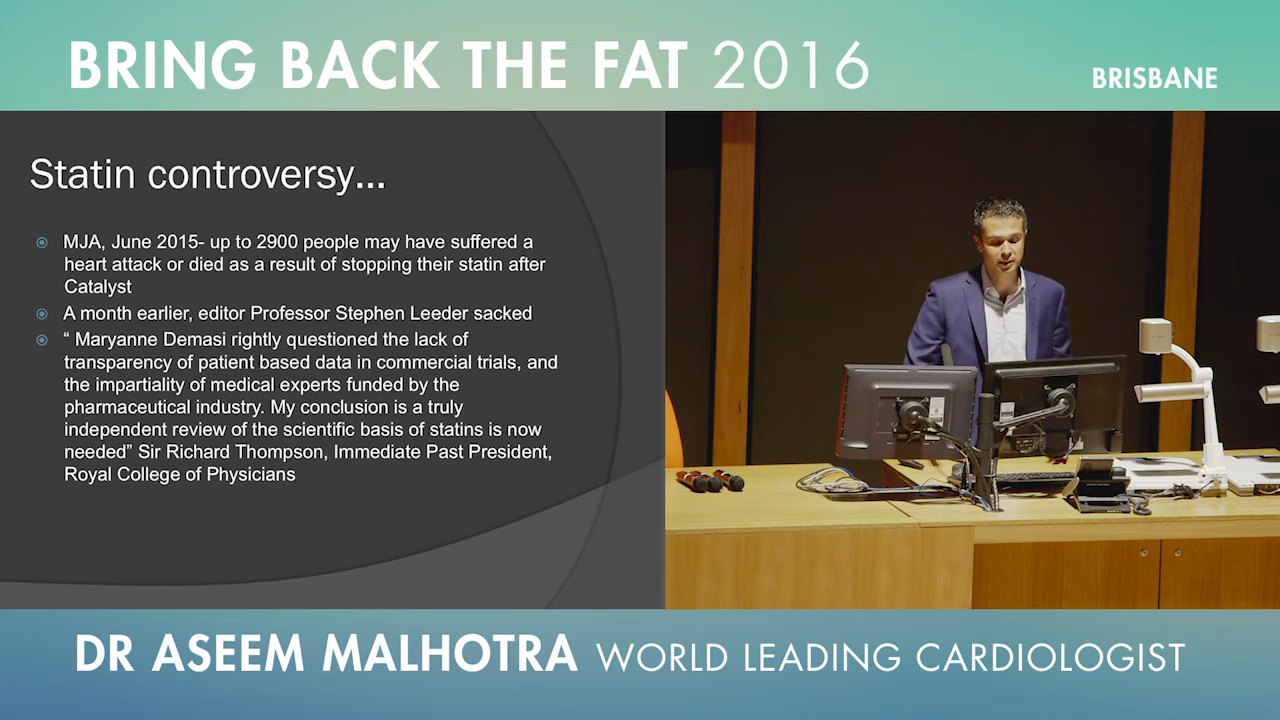 BRING BACK THE FAT 2016
BRISBANE
Statin controversy...
MJA, June 2015- up to 2900 people may have suffered a
heart attack or died as a result of stopping their statin after
Catalyst
A month earlier, editor Professor Stephen Leeder sacked
“ Maryanne Demasi rightly questioned the lack of
transparency of patient based data in commercial trials, and
the impartiality of medical experts funded by the
pharmaceutical industry. My conclusion is a truly
independent review of the scientific basis of statins is now
needed” Sir Richard Thompson, Immediate Past President,
Royal College of Physicians
DR ASEEM MALHOTRA WORLD LEADING CARDIOLOGIST